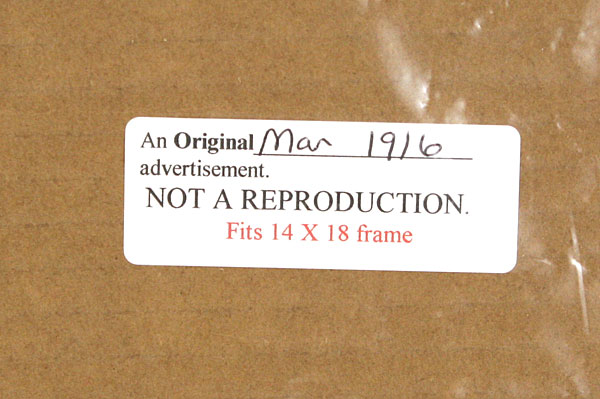 An Original Mar 1916
advertisement.
NOT A REPRODUCTION.
Fits 14 X 18 frame